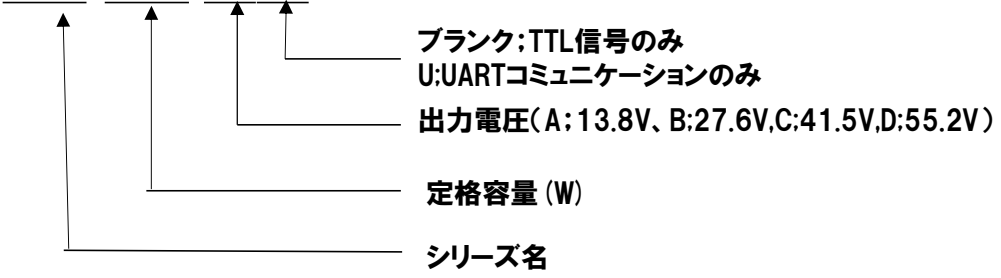 ブランク;TTL信号のみ
U;UARTコミュニケーションのみ
出力電圧(A;13.8V、B;27.6V,C;41.5V,D;55.2V)
定格容量(W)
シリーズ名